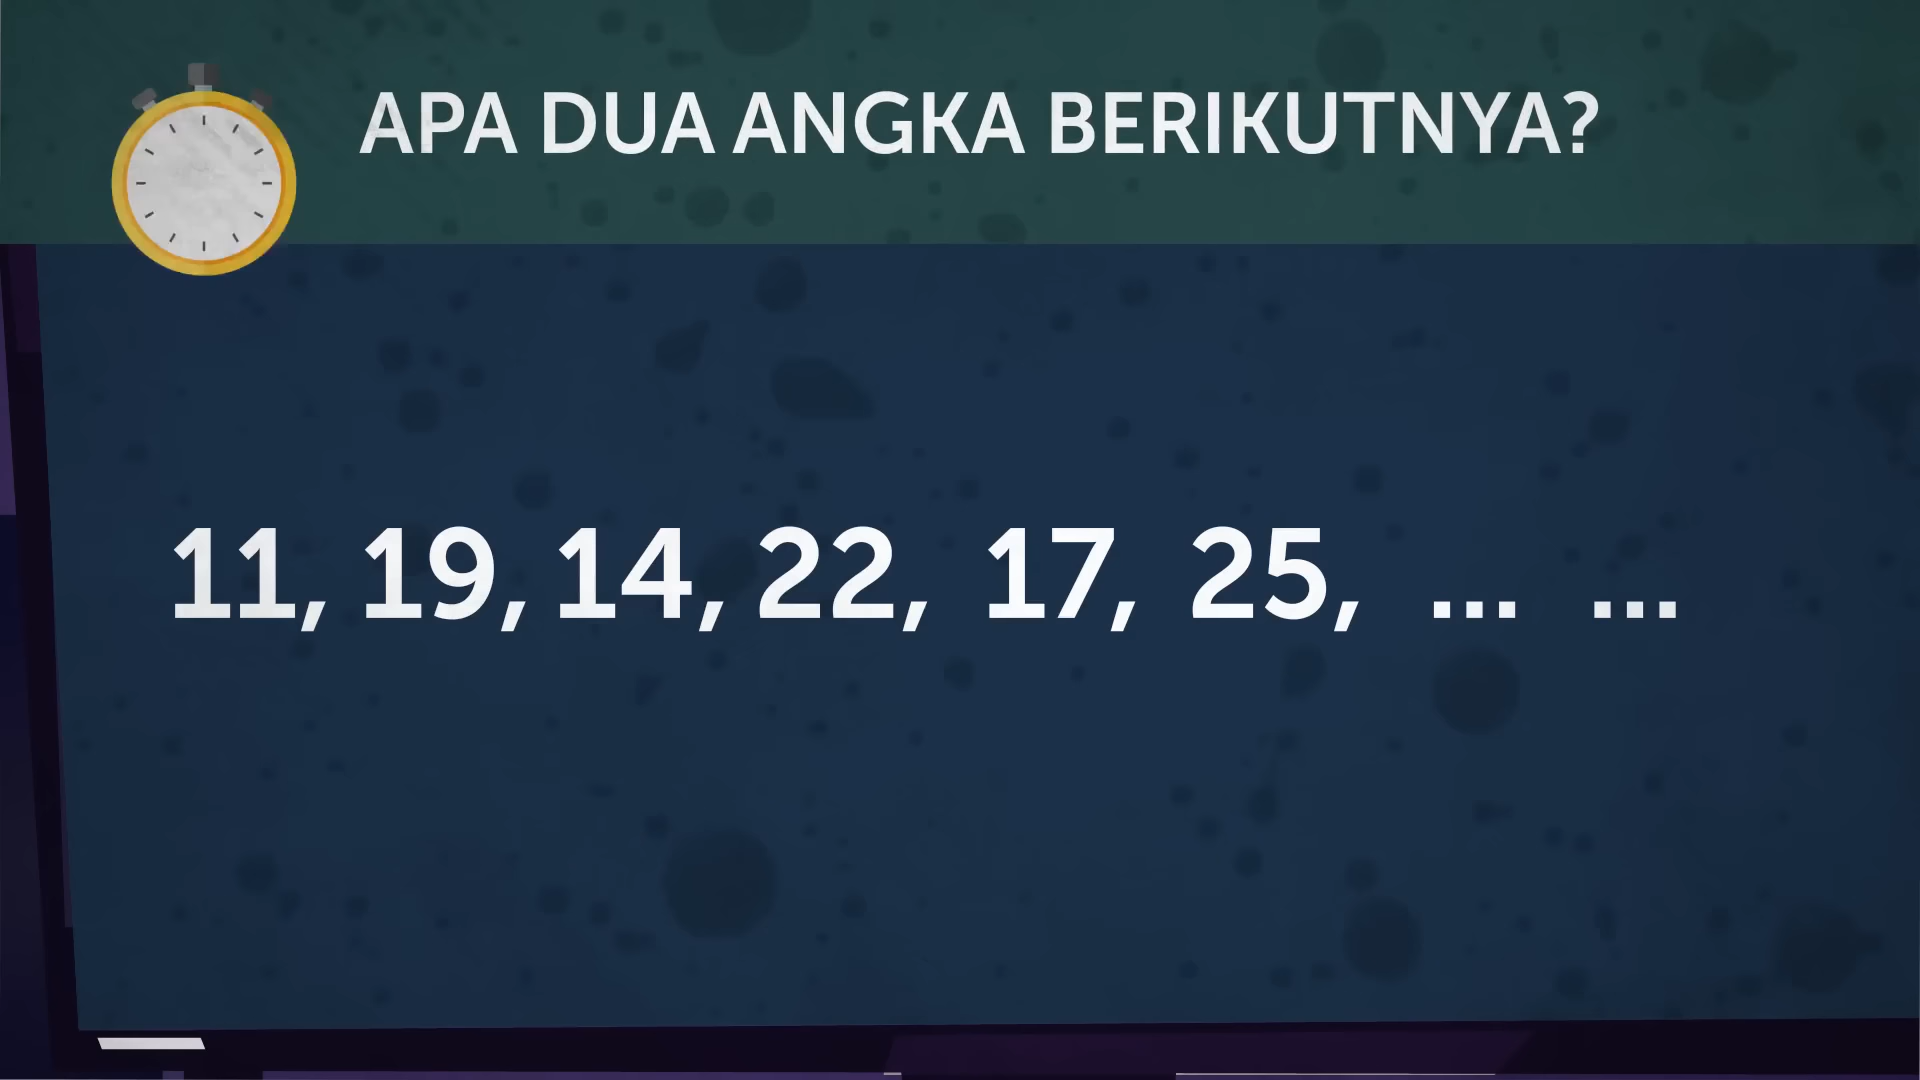 APA DUA ANGKA BERIKUTNYA?
11, 19, 14, 22, 17, 25, ... ...